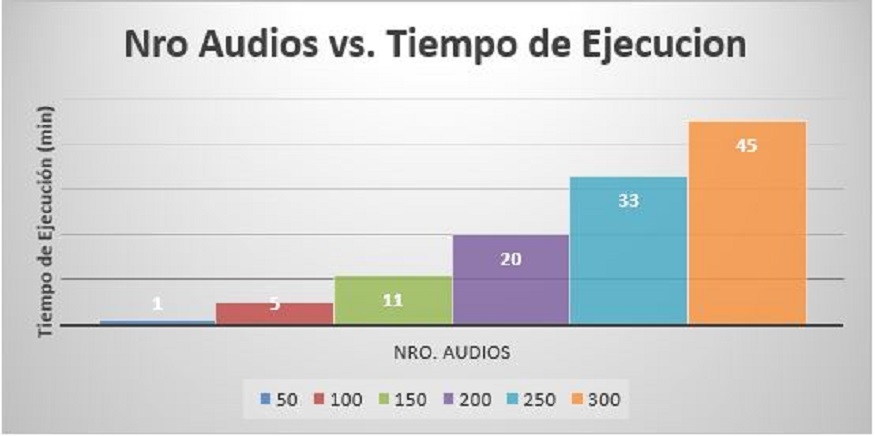 Nro Audios vs. Tiempo de Ejecucion
Tiempo de Ejecución (min)
45
33
20
11
5
1
NRO. AUDIOS
50 100 150 200 250 300